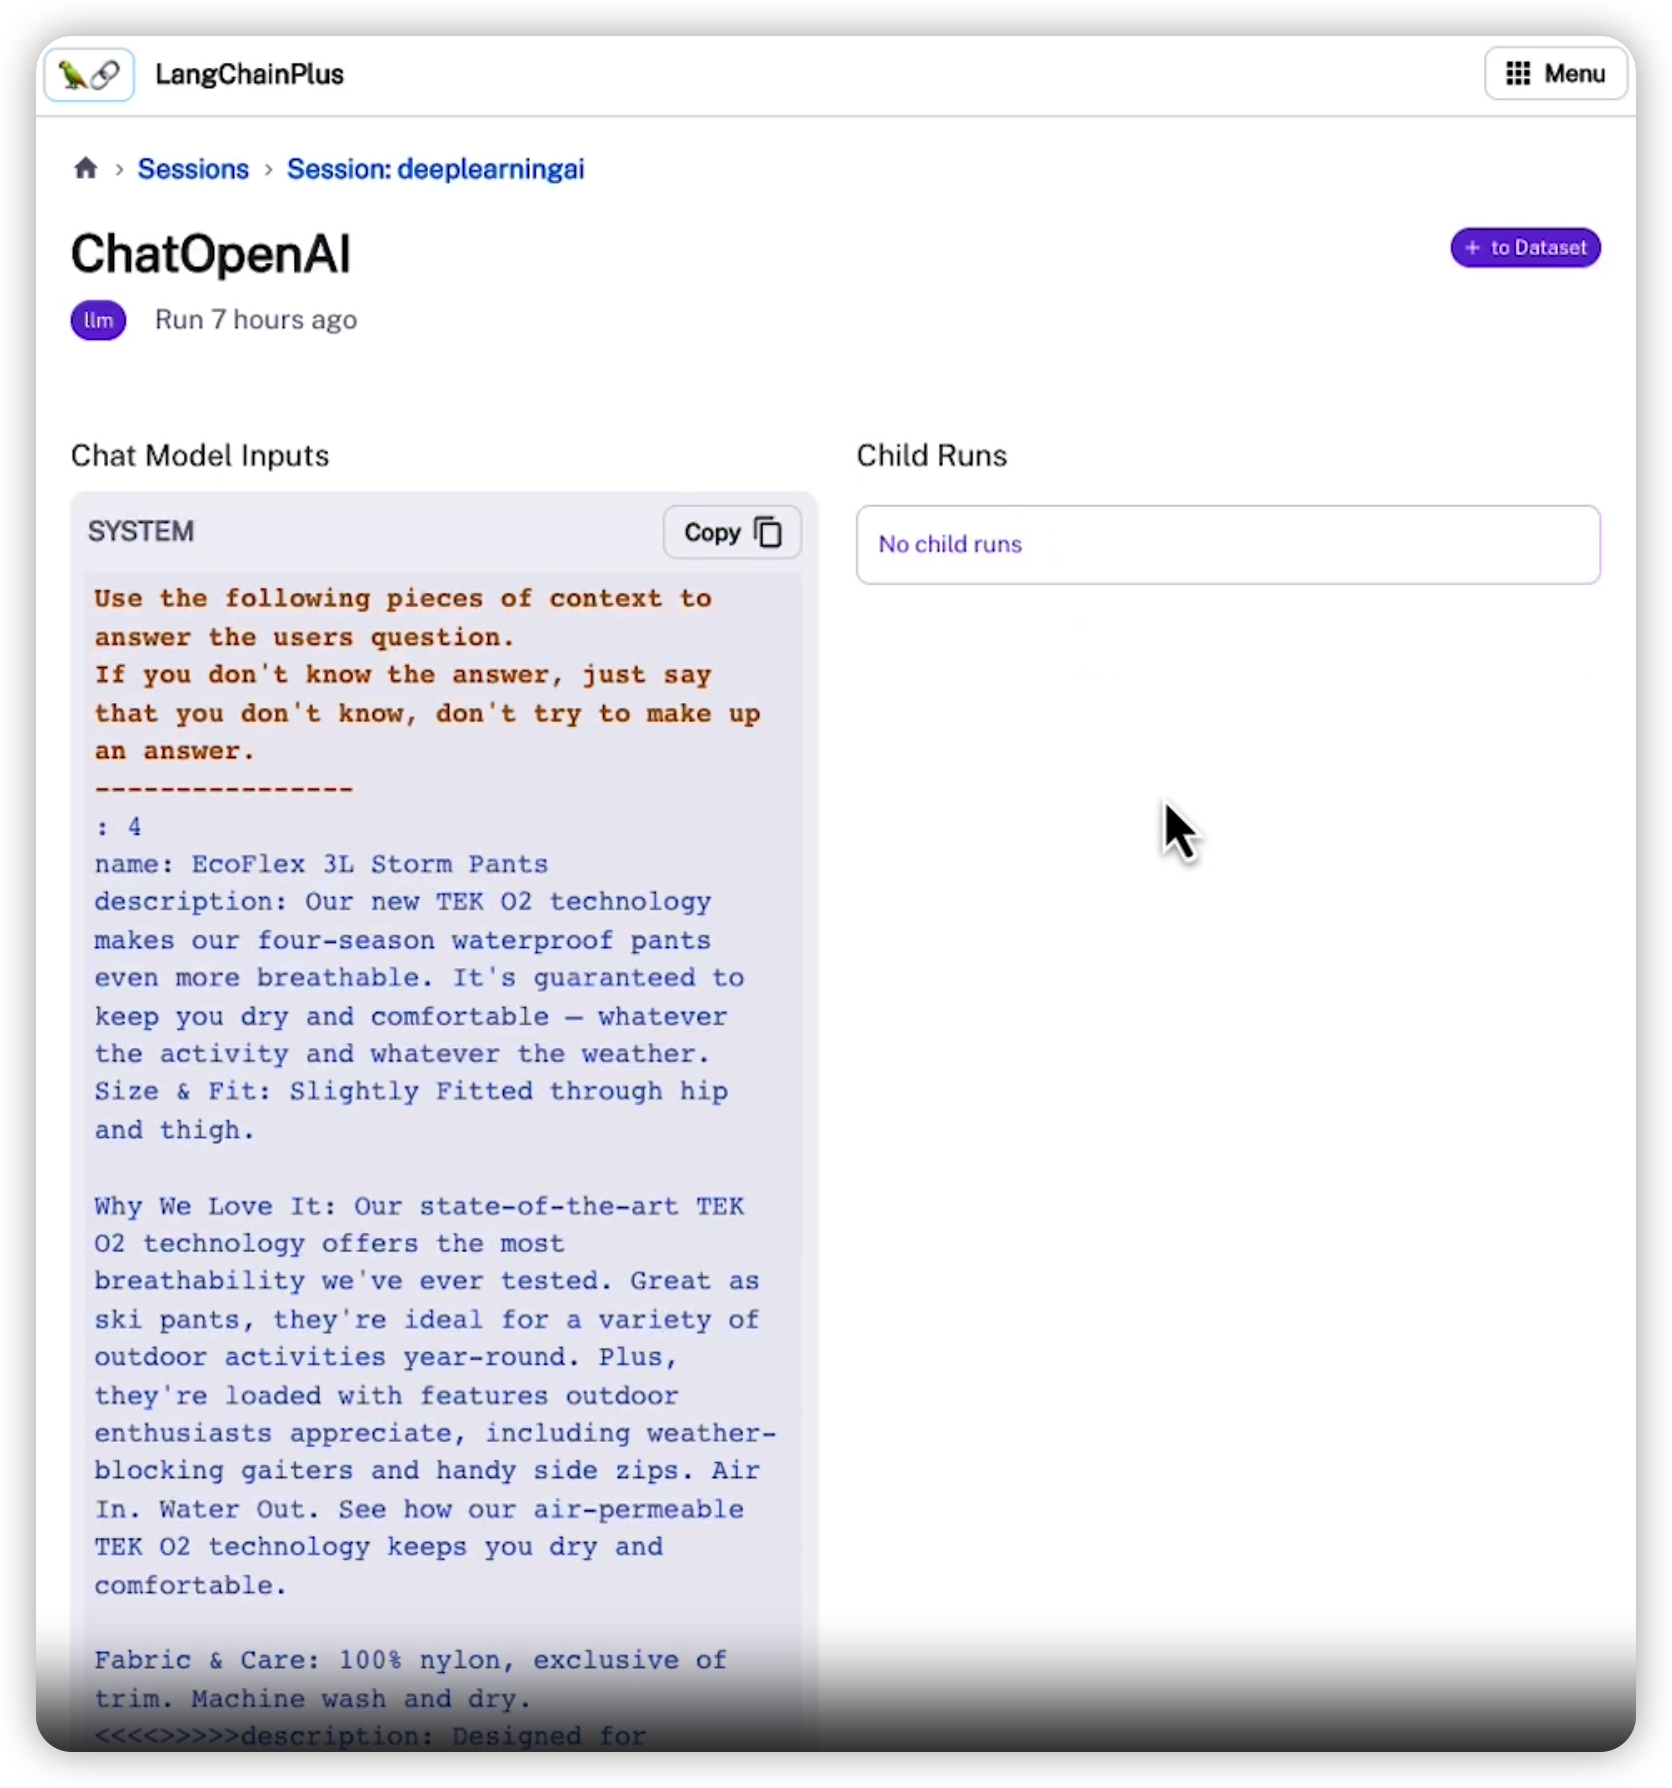 LangChainPlus
Menu
Sessions › Session: deeplearningai
ChatOpenAI
+ to Dataset
llm
Run 7 hours ago
Chat Model Inputs
SYSTEM
Copy
Use the following pieces of context to
answer the users question.
If you don't know the answer, just say
that you don't know, don't try to make up
an answer.
----------------
: 4
name: EcoFlex 3L Storm Pants
description: Our new TEK O2 technology
makes our four-season waterproof pants
even more breathable. It's guaranteed to
keep you dry and comfortable – whatever
the activity and whatever the weather.
Size & Fit: Slightly Fitted through hip
and thigh.
Why We Love It: Our state-of-the-art TEK
O2 technology offers the most
breathability we've ever tested. Great as
ski pants, they're ideal for a variety of
outdoor activities year-round. Plus,
they're loaded with features outdoor
enthusiasts appreciate, including weather-
blocking gaiters and handy side zips. Air
In. Water Out. See how our air-permeable
TEK O2 technology keeps you dry and
comfortable.
Fabric & Care: 100% nylon, exclusive of
trim. Machine wash and dry.
<<<<>>>>>description: Designed for
Child Runs
No child runs